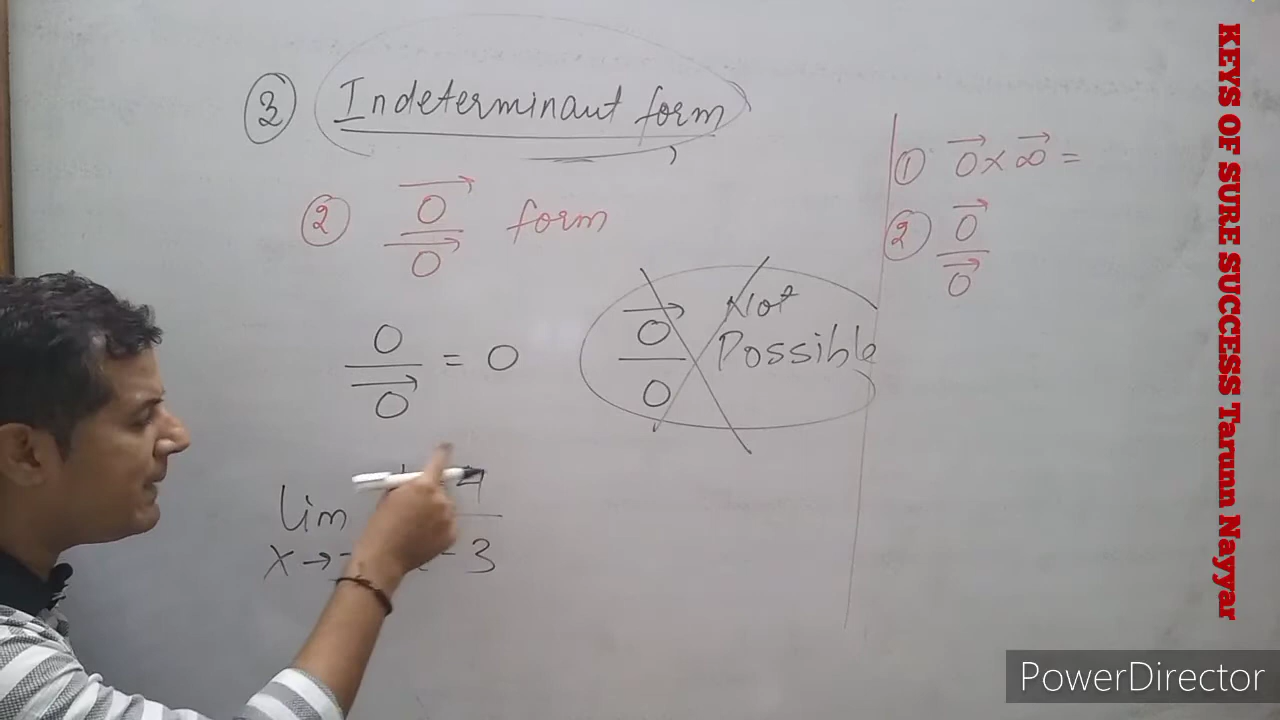 ③ Indeterminaut form
② →0 / →0 form
0 / →0 = 0
→0 / 0 Not Possible
lim
x→ - 3
① →0 × →∞ =
② →0 / →0
KEYS OF SURE SUCCESS Tarunn Nayyar
PowerDirector